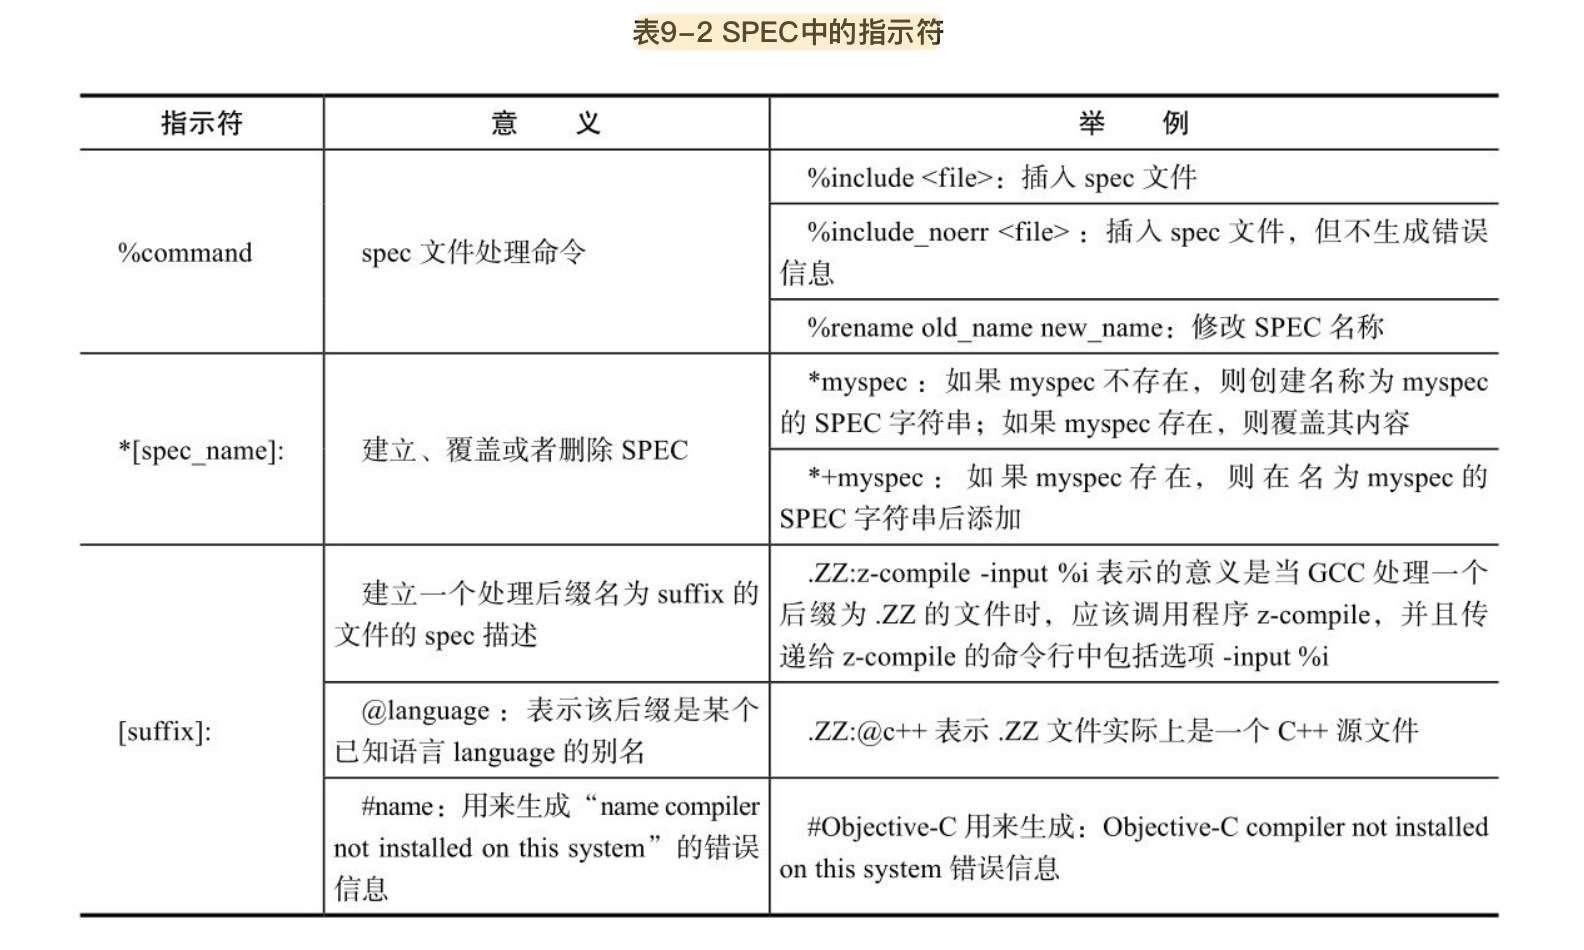 表9-2 SPEC中的指示符
指示符
意 义
举 例
%command
spec 文件处理命令
%include <file>：插入 spec 文件
%include_noerr <file> ：插入 spec 文件，但不生成错误
信息
%rename old_name new_name：修改 SPEC 名称
*[spec_name]:
建立、覆盖或者删除 SPEC
*myspec ：如果 myspec 不存在，则创建名称为 myspec
的 SPEC 字符串；如果 myspec 存在，则覆盖其内容
*+myspec ：如果 myspec 存在，则在名为 myspec 的
SPEC 字符串后添加
[suffix]:
建立一个处理后缀名为 suffix 的
文件的 spec 描述
.ZZ:z-compile -input %i 表示的意义是当 GCC 处理一个
后缀为 .ZZ 的文件时，应该调用程序 z-compile，并且传
递给 z-compile 的命令行中包括选项 -input %i
@language ：表示该后缀是某个
已知语言 language 的别名
.ZZ:@c++ 表示 .ZZ 文件实际上是一个 C++ 源文件
#name：用来生成“name compiler
not installed on this system”的错误
信息
#Objective-C 用来生成：Objective-C compiler not installed
on this system 错误信息